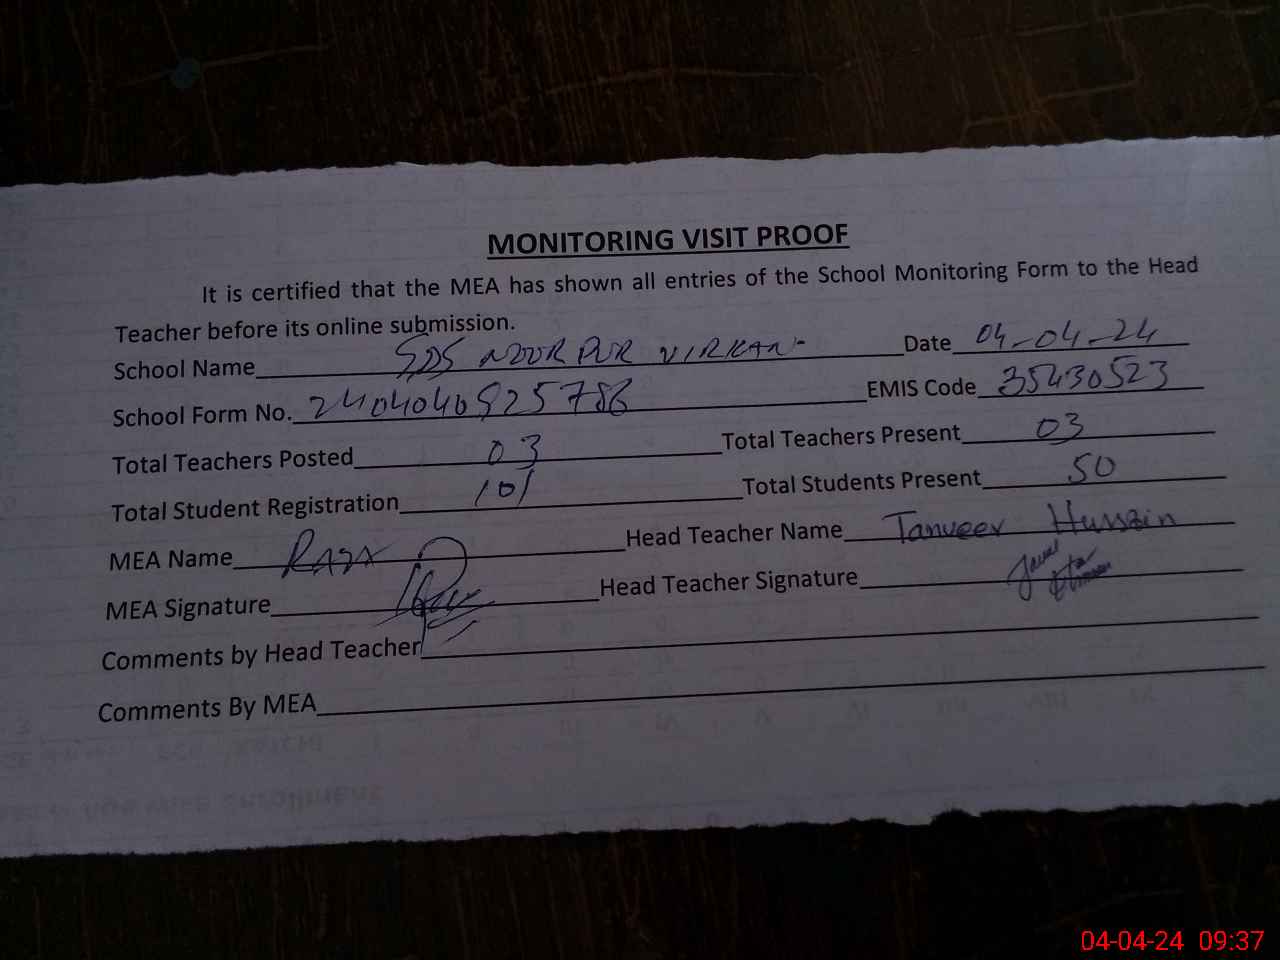 MONITORING VISIT PROOF
It is certified that the MEA has shown all entries of the School Monitoring Form to the Head
Teacher before its online submission.
School Name SDS NOOR PUR VIRKAN Date 04-04-24
School Form No. 2404040925786 EMIS Code 35430523
Total Teachers Posted 03 Total Teachers Present 03
Total Student Registration 101 Total Students Present 50
MEA Name RAZA Head Teacher Name Tanveer Hussain
MEA Signature Head Teacher Signature
Comments by Head Teacher
Comments By MEA
04-04-24 09:37